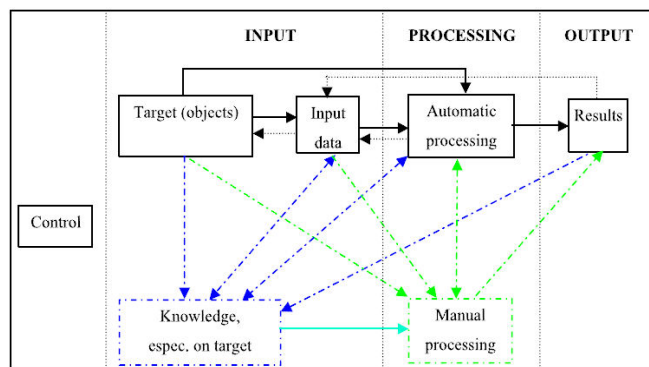 INPUT
PROCESSING
OUTPUT
Target (objects)
Input
data
Automatic
processing
Results
Control
Knowledge,
espec. on target
Manual
processing